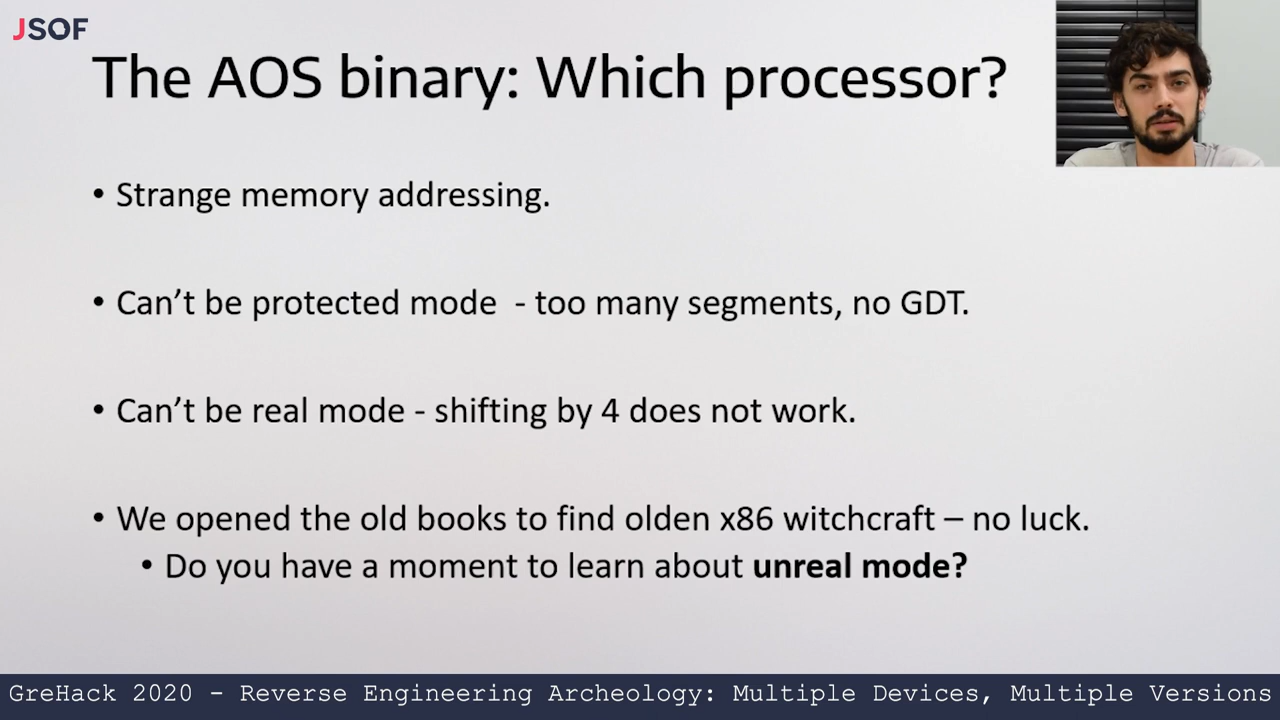 JSOF
The AOS binary: Which processor?
• Strange memory addressing.
• Can’t be protected mode - too many segments, no GDT.
• Can’t be real mode - shifting by 4 does not work.
• We opened the old books to find olden x86 witchcraft – no luck.
• Do you have a moment to learn about unreal mode?
GreHack 2020 - Reverse Engineering Archeology: Multiple Devices, Multiple Versions